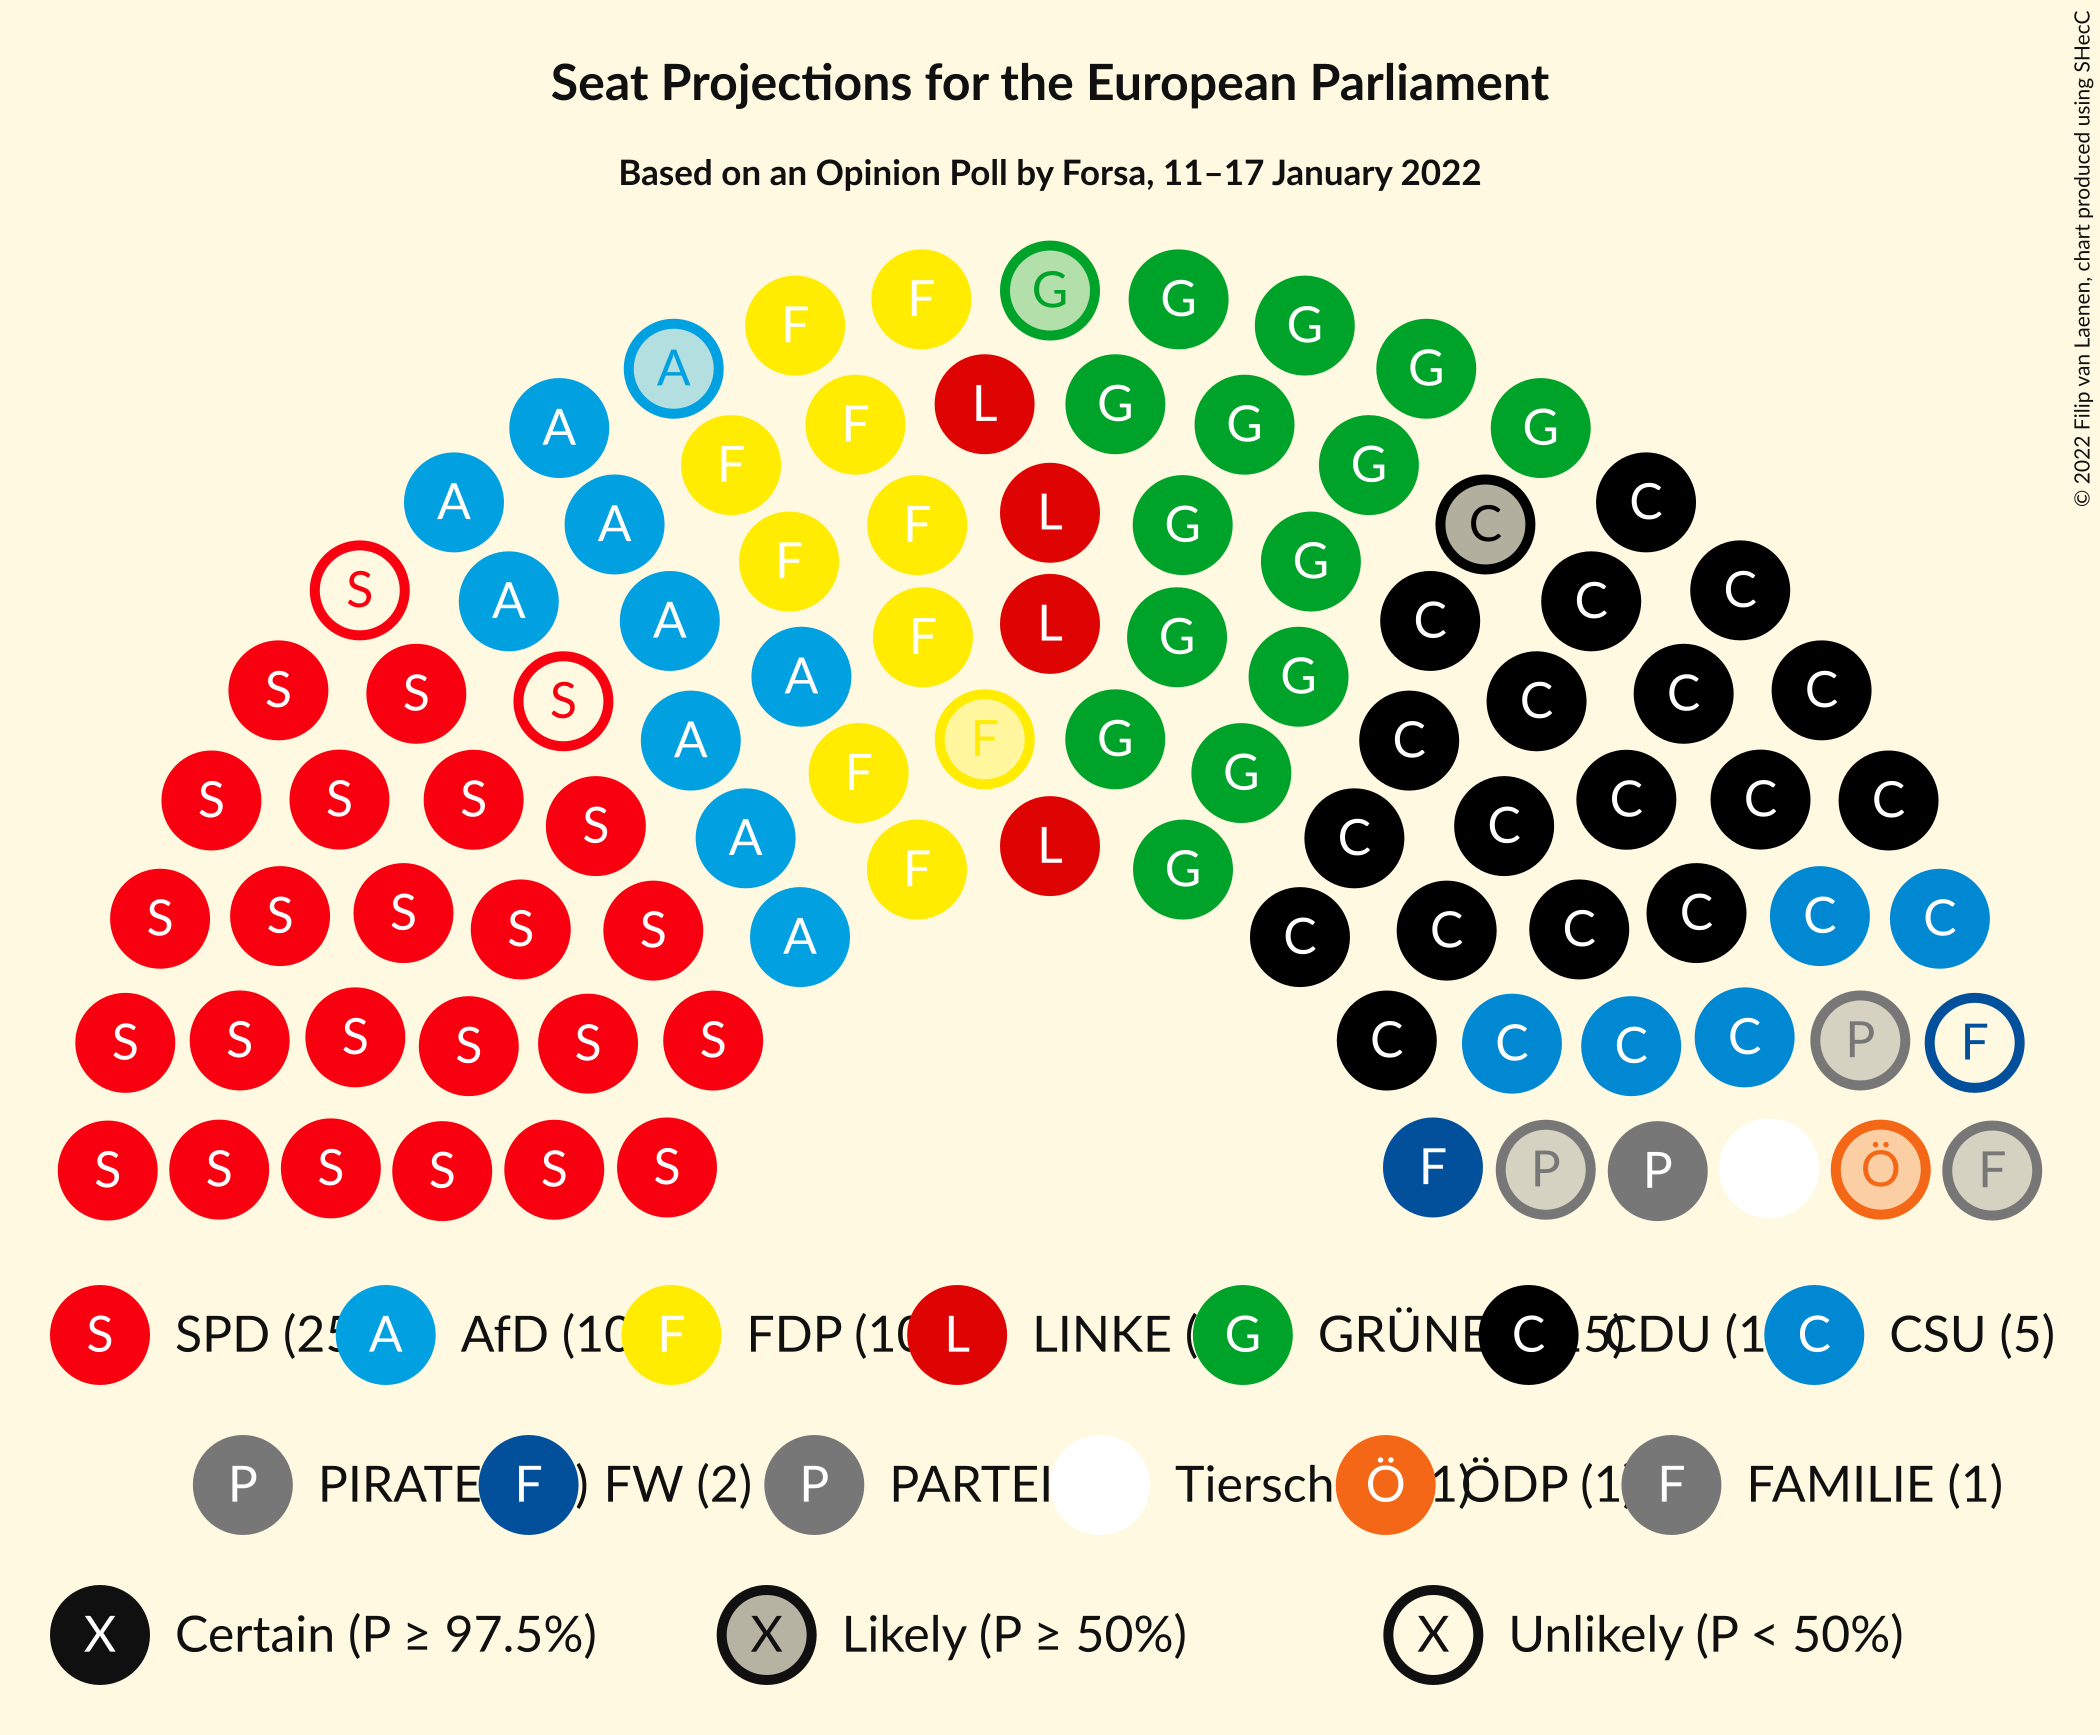 Seat Projections for the European Parliament
Based on an Opinion Poll by Forsa, 11–17 January 2022
© 2022 Filip van Laenen, chart produced using SHecC
F F G G G
A F L G G G
A F F G G G
A A F L G C C
S A A F L G G C C C
S S S A A F G G C C C C
S S S S A A F F G G C C C C C C
S S S S S A F L G C C C C C C
S S S S S S C C C C P F
S S S S S S F P P Ö F
S SPD (25 A AfD (10 F FDP (10 L LINKE ( G GRÜNE C 5) CDU (1 C CSU (5)
P PIRATE F ) FW (2) P PARTEI Tiersch Ö 1) ÖDP (1) F FAMILIE (1)
X Certain (P ≥ 97.5%) X Likely (P ≥ 50%) X Unlikely (P < 50%)